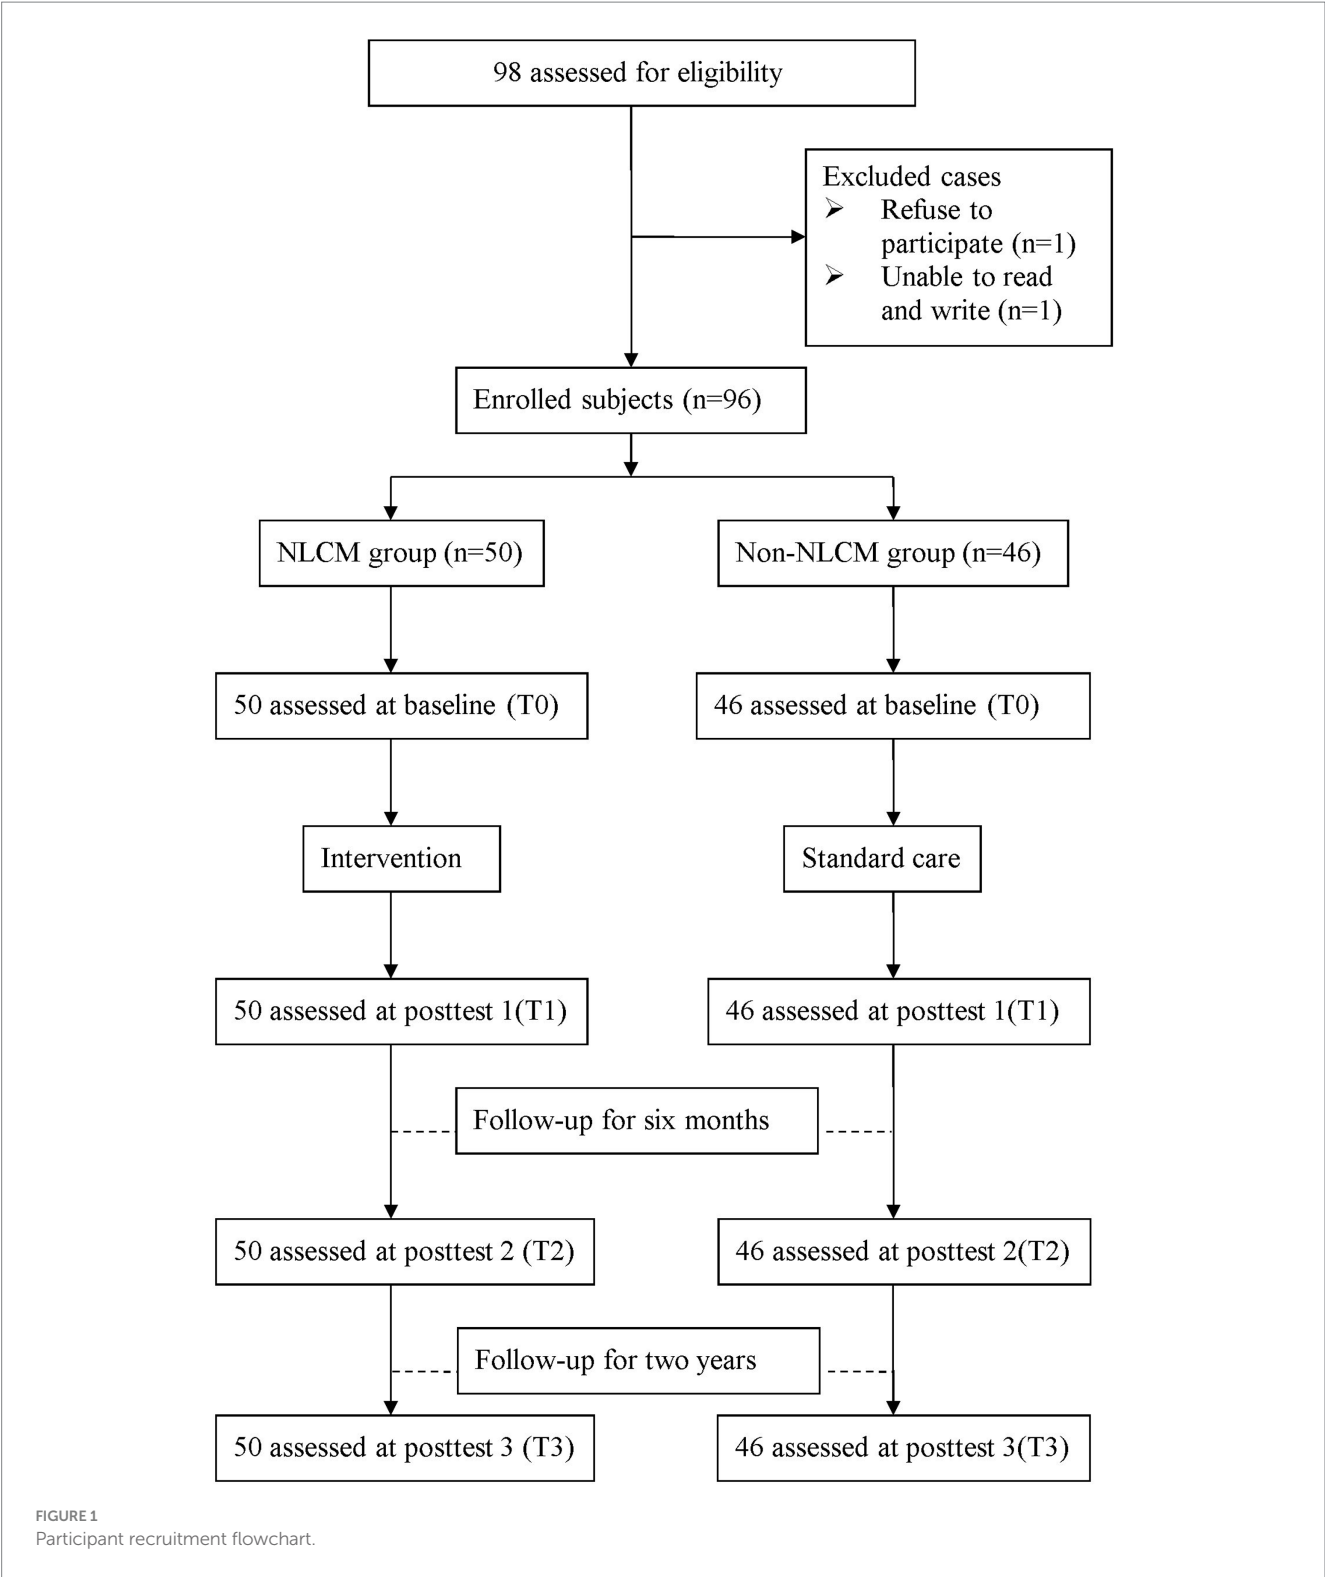 98 assessed for eligibility
Excluded cases
➢ Refuse to
participate (n=1)
➢ Unable to read
and write (n=1)
Enrolled subjects (n=96)
NLCM group (n=50)
Non-NLCM group (n=46)
50 assessed at baseline (T0)
46 assessed at baseline (T0)
Intervention
Standard care
50 assessed at posttest 1(T1)
46 assessed at posttest 1(T1)
Follow-up for six months
50 assessed at posttest 2 (T2)
46 assessed at posttest 2(T2)
Follow-up for two years
50 assessed at posttest 3 (T3)
46 assessed at posttest 3(T3)
FIGURE 1
Participant recruitment flowchart.